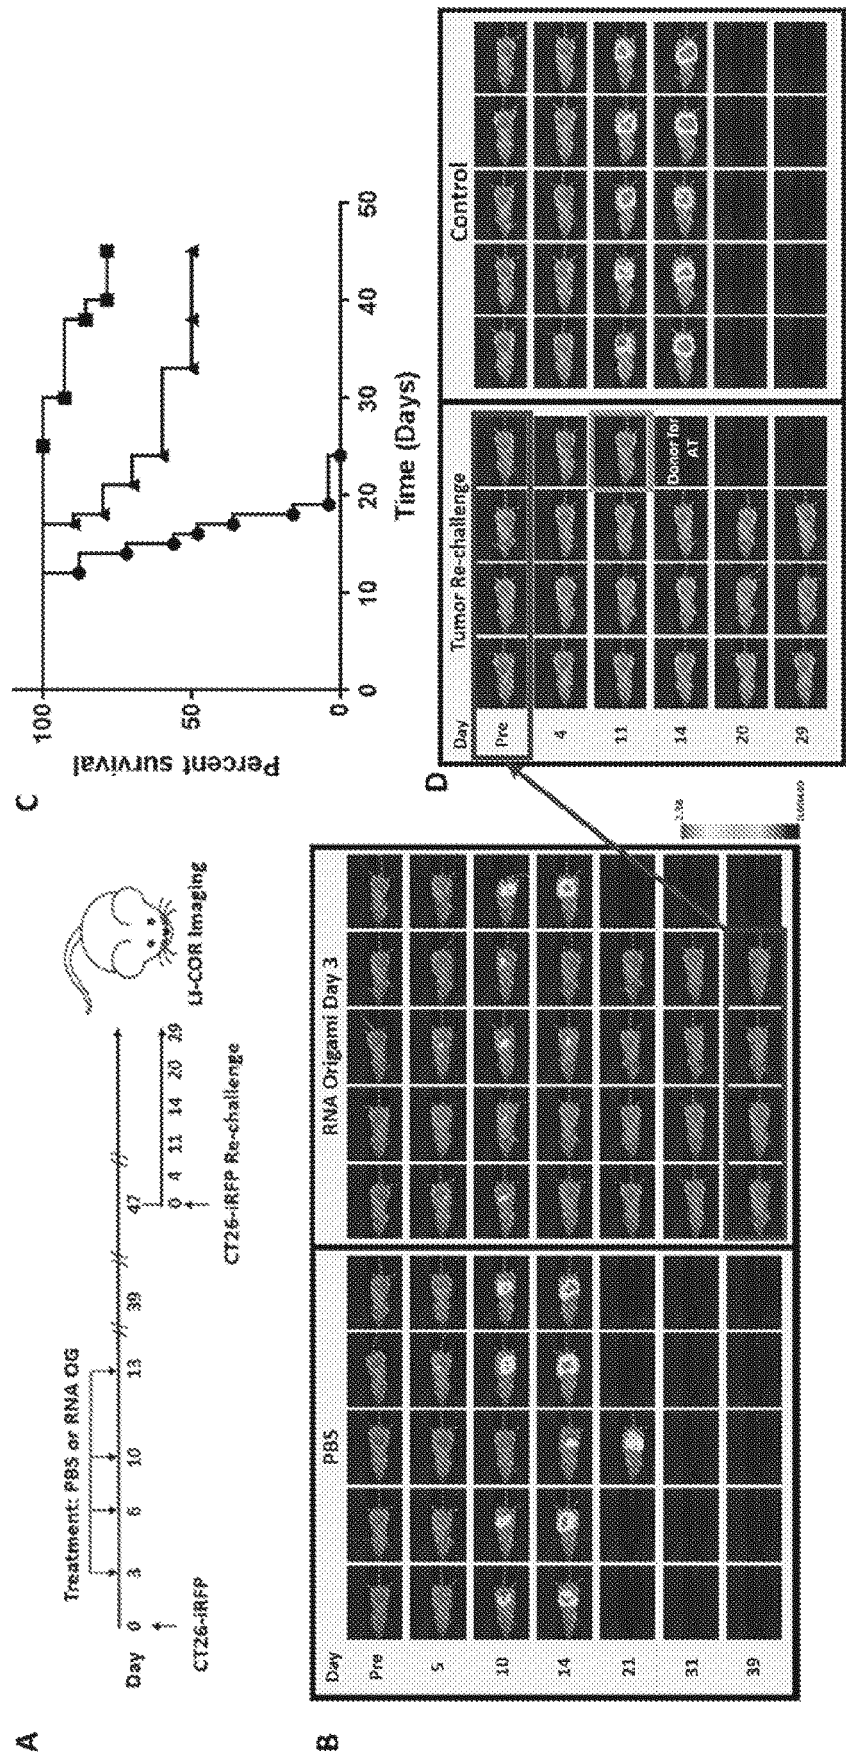 A
Treatment: PBS or RNA OG
Day 0 3 6 10 13 39 47
CT26-iRFP
0 4 11 14 20 29
CT26-iRFP Re-challenge
LI-COR Imaging
B
Day PBS RNA Origami Day 3
Pre
5
10
14
21
31
39
C
Percent survival
100
50
0
0 10 20 30 40 50
Time (Days)
D
Day Tumor Re-challenge Control
Pre
4
11
14
Donor for
AT
20
29